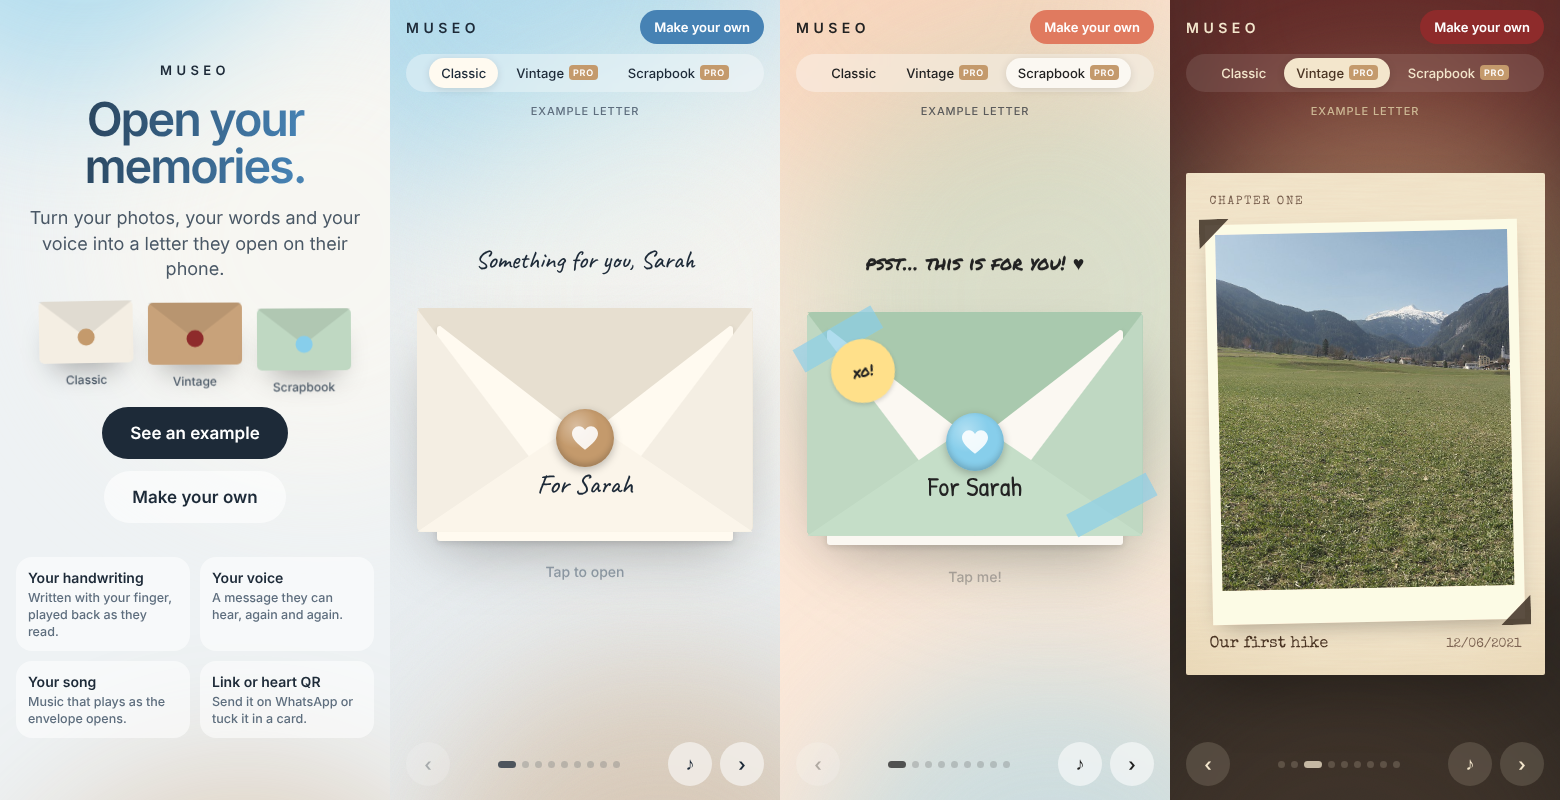 MUSEO
Open your
memories.
Turn your photos, your words and your
voice into a letter they open on their
phone.
Classic
Vintage
Scrapbook
See an example
Make your own
Your handwriting
Written with your finger,
played back as they
read.
Your voice
A message they can
hear, again and again.
Your song
Music that plays as the
envelope opens.
Link or heart QR
Send it on WhatsApp or
tuck it in a card.
MUSEO
Make your own
Classic
Vintage PRO
Scrapbook PRO
EXAMPLE LETTER
Something for you, Sarah
For Sarah
Tap to open
MUSEO
Make your own
Classic
Vintage PRO
Scrapbook PRO
EXAMPLE LETTER
PSST... THIS IS FOR YOU! ♥
xo!
For Sarah
Tap me!
MUSEO
Make your own
Classic
Vintage PRO
Scrapbook PRO
EXAMPLE LETTER
CHAPTER ONE
Our first hike
12/06/2021